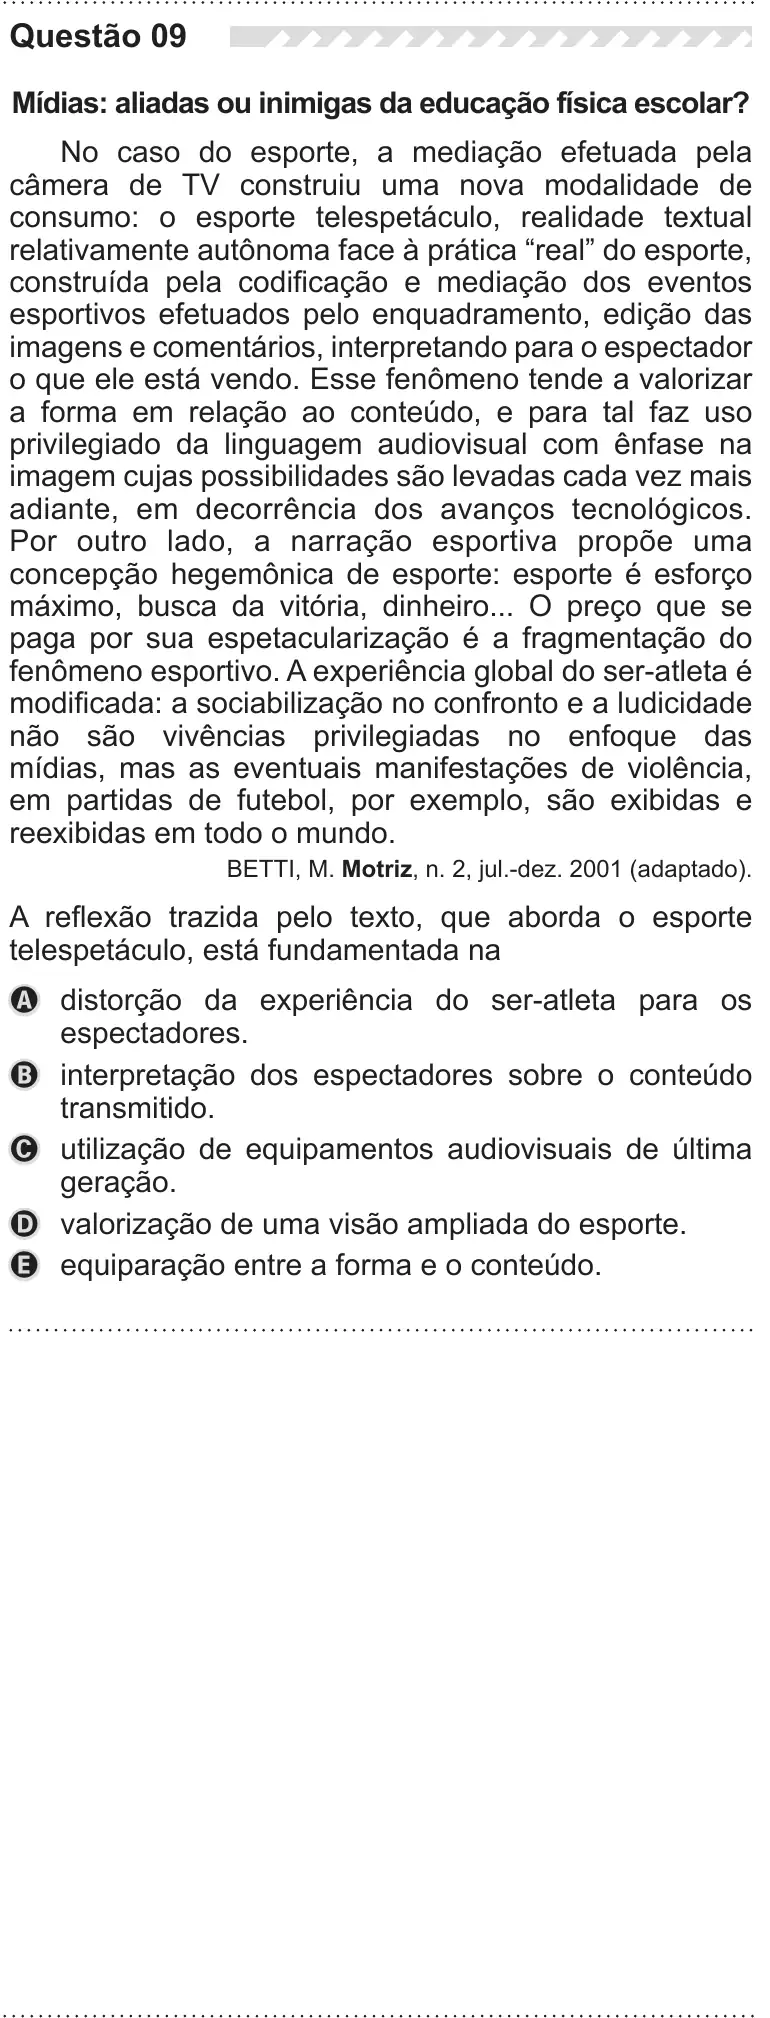 Questão 09
Mídias: aliadas ou inimigas da educação física escolar?
No caso do esporte, a mediação efetuada pela
câmera de TV construiu uma nova modalidade de
consumo: o esporte telespetáculo, realidade textual
relativamente autônoma face à prática “real” do esporte,
construída pela codificação e mediação dos eventos
esportivos efetuados pelo enquadramento, edição das
imagens e comentários, interpretando para o espectador
o que ele está vendo. Esse fenômeno tende a valorizar
a forma em relação ao conteúdo, e para tal faz uso
privilegiado da linguagem audiovisual com ênfase na
imagem cujas possibilidades são levadas cada vez mais
adiante, em decorrência dos avanços tecnológicos.
Por outro lado, a narração esportiva propõe uma
concepção hegemônica de esporte: esporte é esforço
máximo, busca da vitória, dinheiro... O preço que se
paga por sua espetacularização é a fragmentação do
fenômeno esportivo. A experiência global do ser-atleta é
modificada: a sociabilização no confronto e a ludicidade
não são vivências privilegiadas no enfoque das
mídias, mas as eventuais manifestações de violência,
em partidas de futebol, por exemplo, são exibidas e
reexibidas em todo o mundo.
BETTI, M. Motriz, n. 2, jul.-dez. 2001 (adaptado).
A reflexão trazida pelo texto, que aborda o esporte
telespetáculo, está fundamentada na
A distorção da experiência do ser-atleta para os
espectadores.
B interpretação dos espectadores sobre o conteúdo
transmitido.
C utilização de equipamentos audiovisuais de última
geração.
D valorização de uma visão ampliada do esporte.
E equiparação entre a forma e o conteúdo.